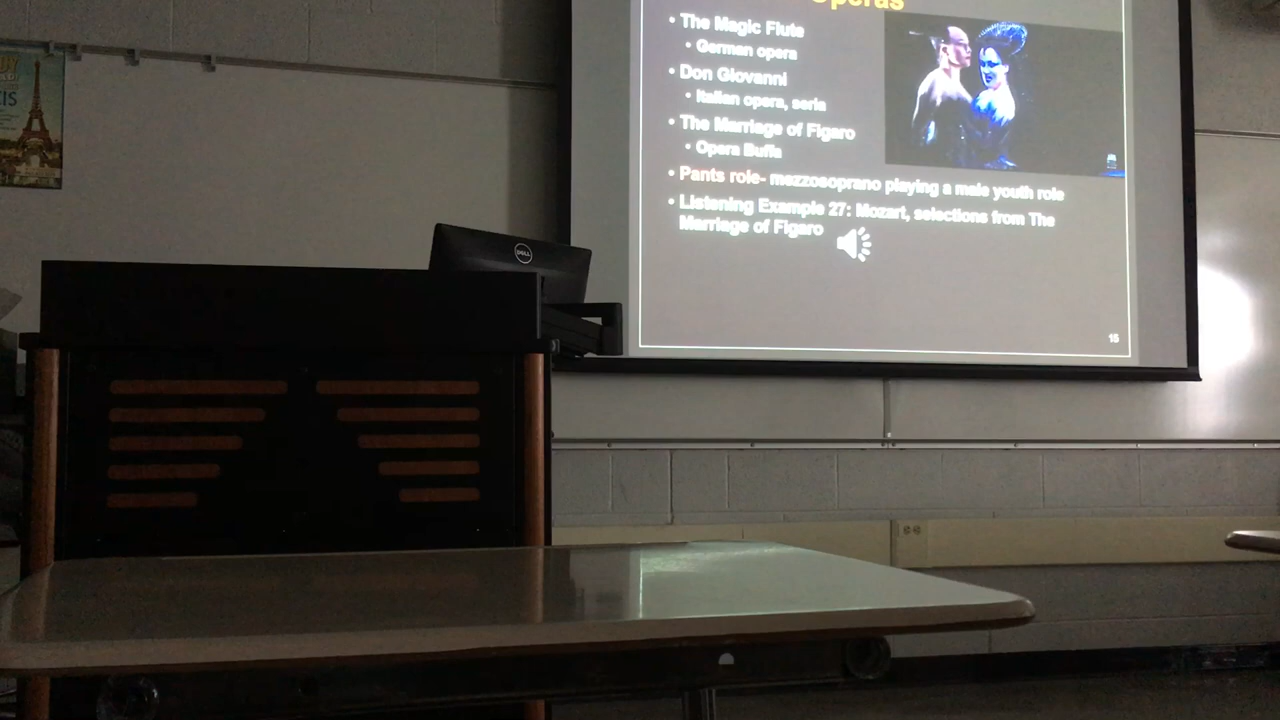 Operas
• The Magic Flute
• German opera
• Don Giovanni
• Italian opera, seria
• The Marriage of Figaro
• Opera Buffa
• Pants role- mezzosoprano playing a male youth role
• Listening Example 27: Mozart, selections from The
Marriage of Figaro
15
DELL